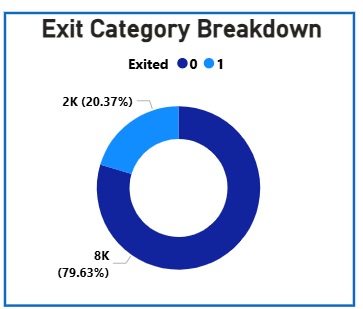 Exit Category Breakdown
Exited 0 1
2K (20.37%)
8K
(79.63%)